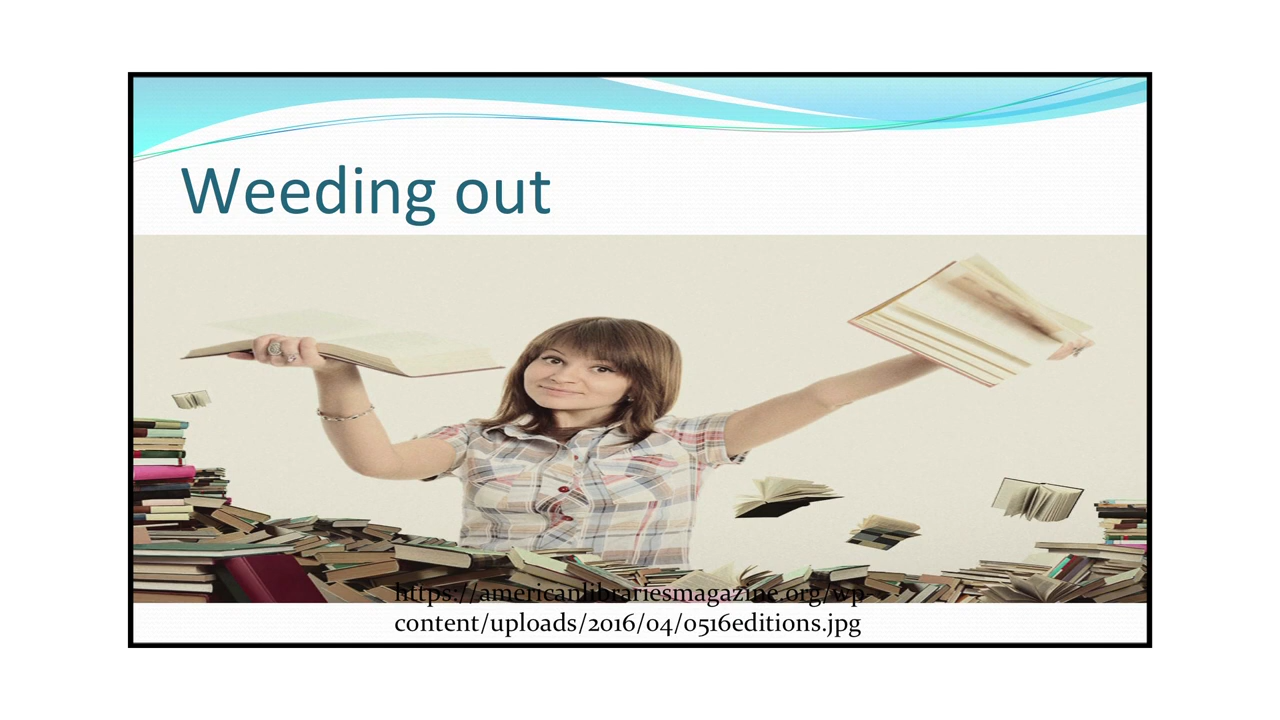 Weeding out
https://americanlibrariesmagazine.org/wp-
content/uploads/2016/04/0516editions.jpg